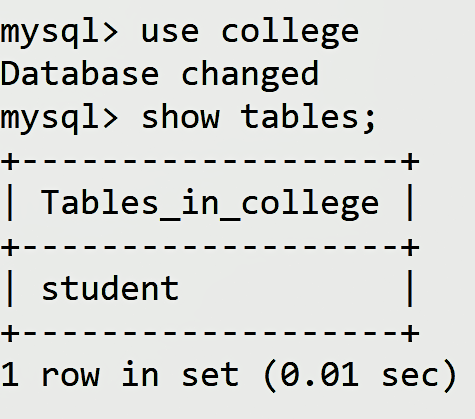 mysql> use college
Database changed
mysql> show tables;
+-------------------+
| Tables_in_college |
+-------------------+
| student           |
+-------------------+
1 row in set (0.01 sec)